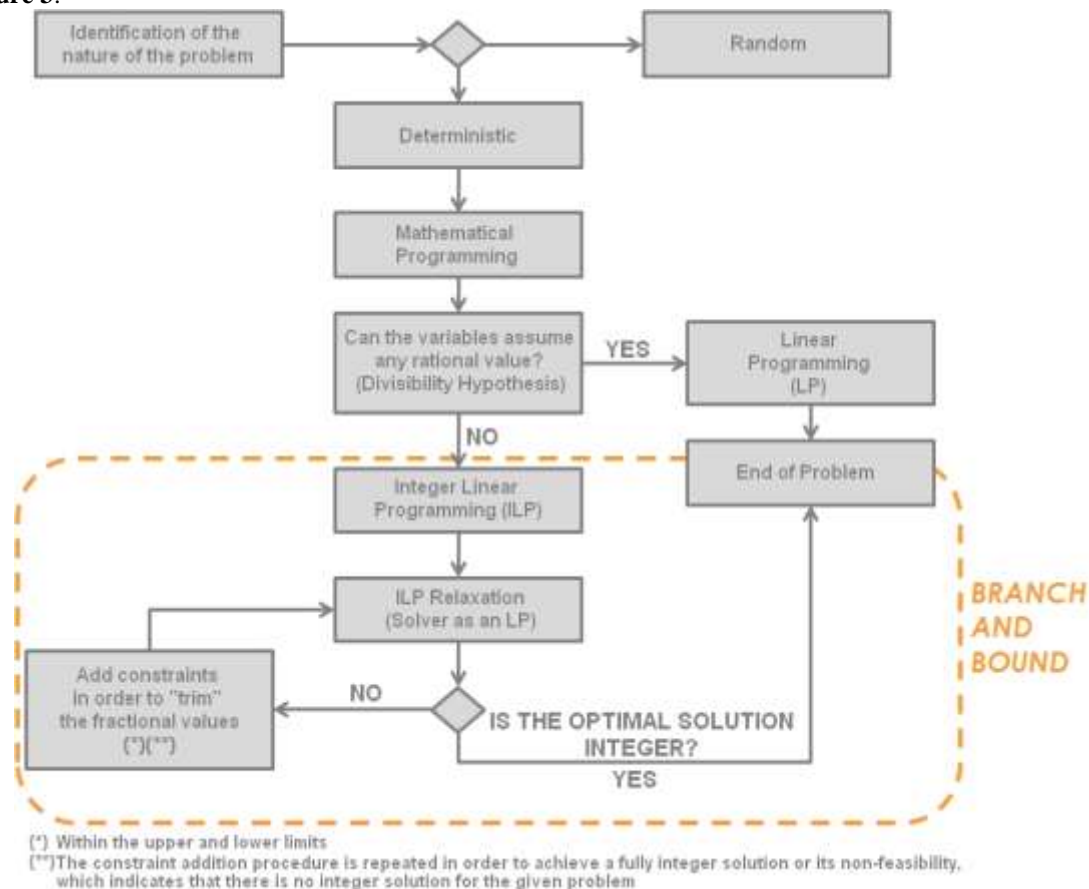 Identification of the
nature of the problem
Random
Deterministic
Mathematical
Programming
Can the variables assume
any rational value?
(Divisibility Hypothesis)
YES
Linear
Programming
(LP)
NO
End of Problem
Integer Linear
Programming (ILP)
ILP Relaxation
(Solver as an LP)
BRANCH
AND
BOUND
Add constraints
in order to "trim"
the fractional values
(*)(**)
NO
IS THE OPTIMAL SOLUTION
INTEGER?
YES
(*) Within the upper and lower limits
(**)The constraint addition procedure is repeated in order to achieve a fully integer solution or its non-feasibility,
which indicates that there is no integer solution for the given problem